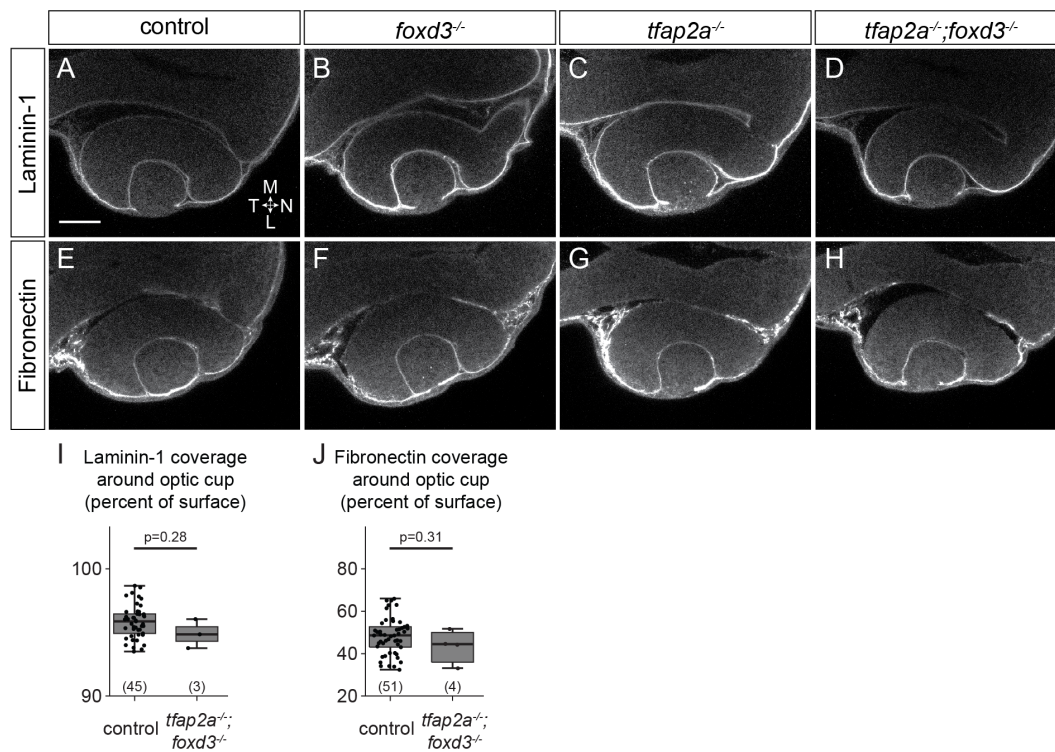 control
foxd3-/-
tfap2a-/-
tfap2a-/-;foxd3-/-
Laminin-1
A
B
C
D
M
T N
L
Fibronectin
E
F
G
H
I Laminin-1 coverage
around optic cup
(percent of surface)
p=0.28
100
90
(45)
(3)
control
tfap2a-/-;
foxd3-/-
J Fibronectin coverage
around optic cup
(percent of surface)
p=0.31
80
60
40
20
(51)
(4)
control
tfap2a-/-;
foxd3-/-